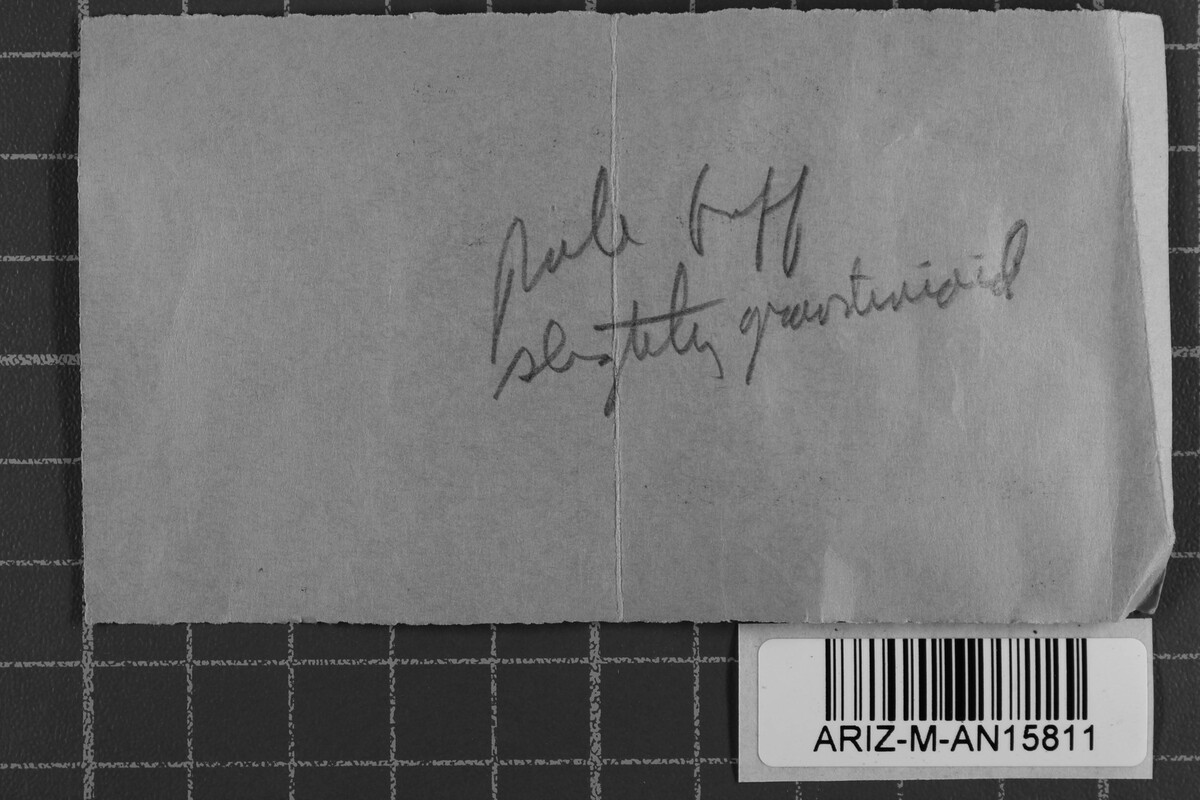 pale buff
slightly
ARIZ-M-AN15811